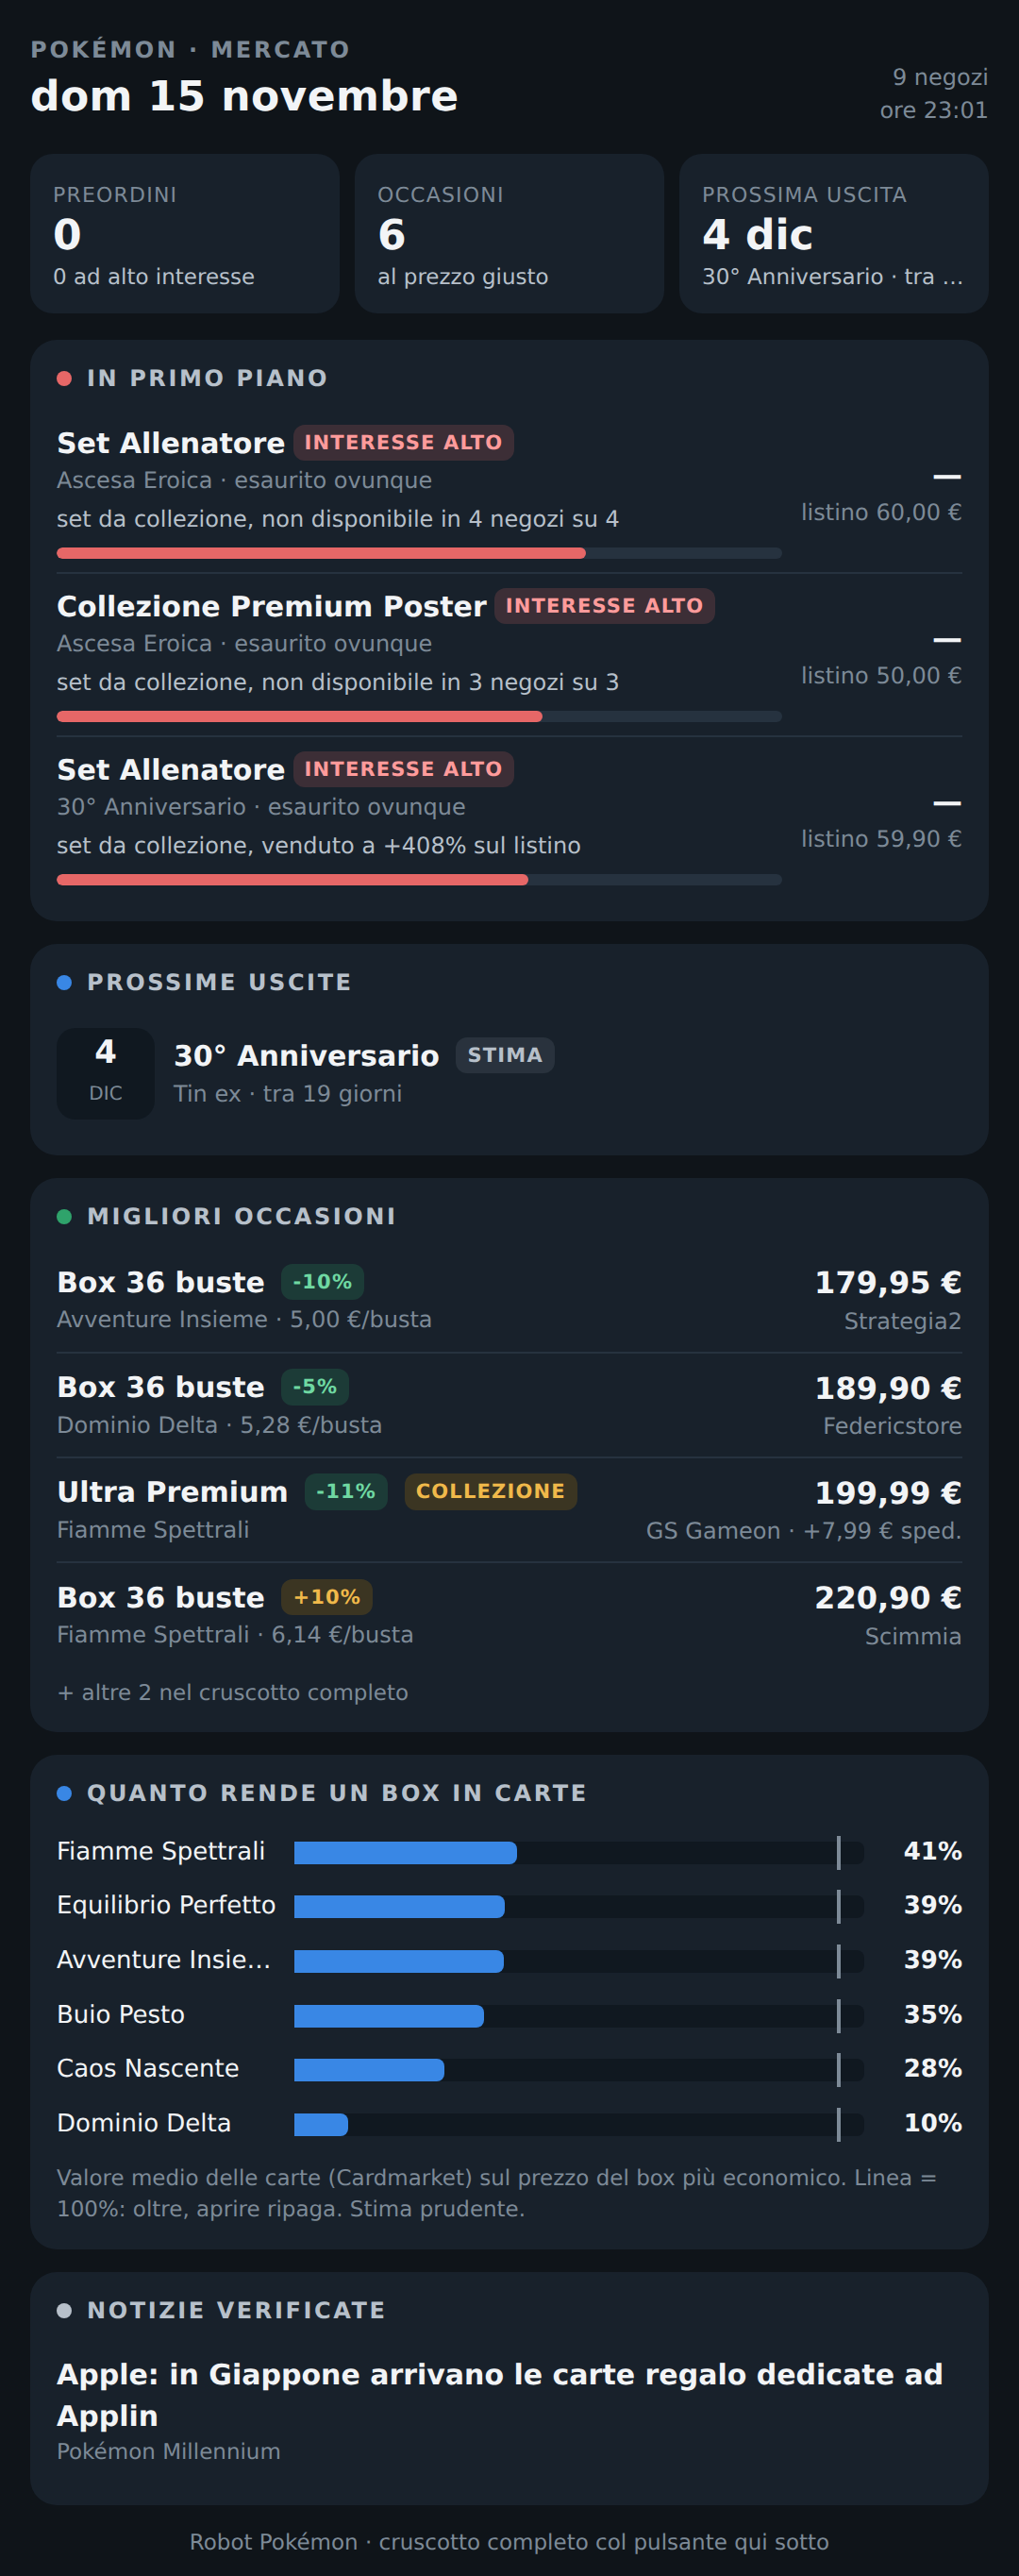 POKÉMON · MERCATO
dom 15 novembre
9 negozi
ore 23:01
PREORDINI
0
0 ad alto interesse
OCCASIONI
6
al prezzo giusto
PROSSIMA USCITA
4 dic
30° Anniversario · tra ...
IN PRIMO PIANO
Set Allenatore INTERESSE ALTO
Ascesa Eroica · esaurito ovunque
set da collezione, non disponibile in 4 negozi su 4
—
listino 60,00 €
Collezione Premium Poster INTERESSE ALTO
Ascesa Eroica · esaurito ovunque
set da collezione, non disponibile in 3 negozi su 3
—
listino 50,00 €
Set Allenatore INTERESSE ALTO
30° Anniversario · esaurito ovunque
set da collezione, venduto a +408% sul listino
—
listino 59,90 €
PROSSIME USCITE
4
DIC
30° Anniversario STIMA
Tin ex · tra 19 giorni
MIGLIORI OCCASIONI
Box 36 buste -10%
Avventure Insieme · 5,00 €/busta
179,95 €
Strategia2
Box 36 buste -5%
Dominio Delta · 5,28 €/busta
189,90 €
Federicstore
Ultra Premium -11% COLLEZIONE
Fiamme Spettrali
199,99 €
GS Gameon · +7,99 € sped.
Box 36 buste +10%
Fiamme Spettrali · 6,14 €/busta
220,90 €
Scimmia
+ altre 2 nel cruscotto completo
QUANTO RENDE UN BOX IN CARTE
Fiamme Spettrali 41%
Equilibrio Perfetto 39%
Avventure Insie... 39%
Buio Pesto 35%
Caos Nascente 28%
Dominio Delta 10%
Valore medio delle carte (Cardmarket) sul prezzo del box più economico. Linea =
100%: oltre, aprire ripaga. Stima prudente.
NOTIZIE VERIFICATE
Apple: in Giappone arrivano le carte regalo dedicate ad
Applin
Pokémon Millennium
Robot Pokémon · cruscotto completo col pulsante qui sotto